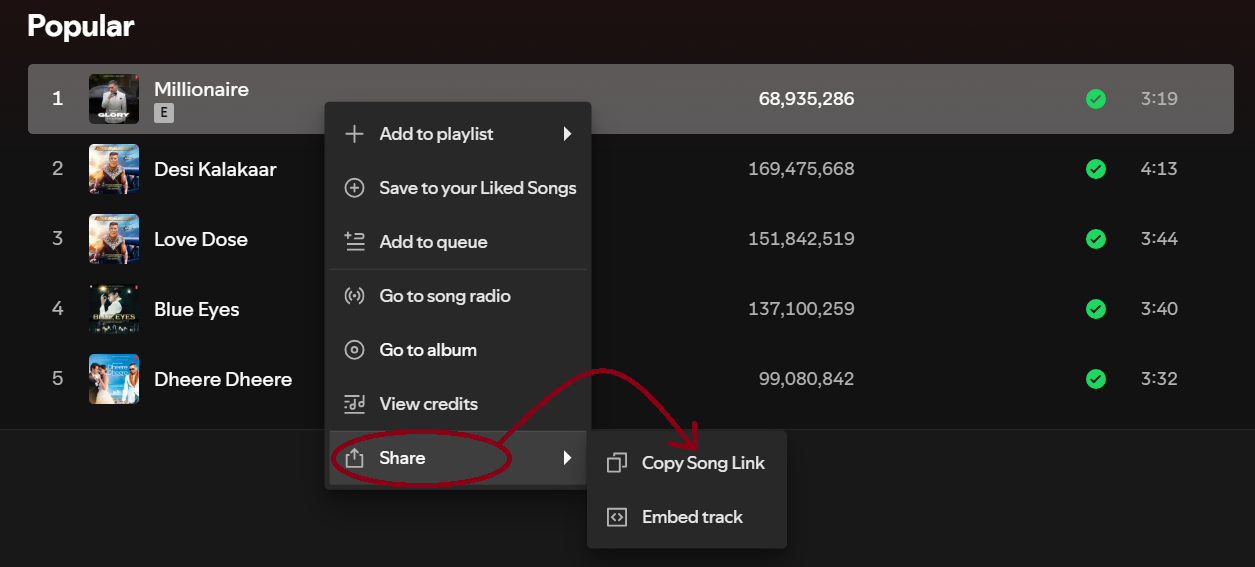 Popular
1
Millionaire
E
68,935,286
3:19
GLORY
2
Desi Kalakaar
169,475,668
4:13
3
Love Dose
151,842,519
3:44
4
Blue Eyes
137,100,259
3:40
BLUE EYES
5
Dheere Dheere
99,080,842
3:32
Dheere
Dheere
Add to playlist
Save to your Liked Songs
Add to queue
Go to song radio
Go to album
View credits
Share
Copy Song Link
Embed track